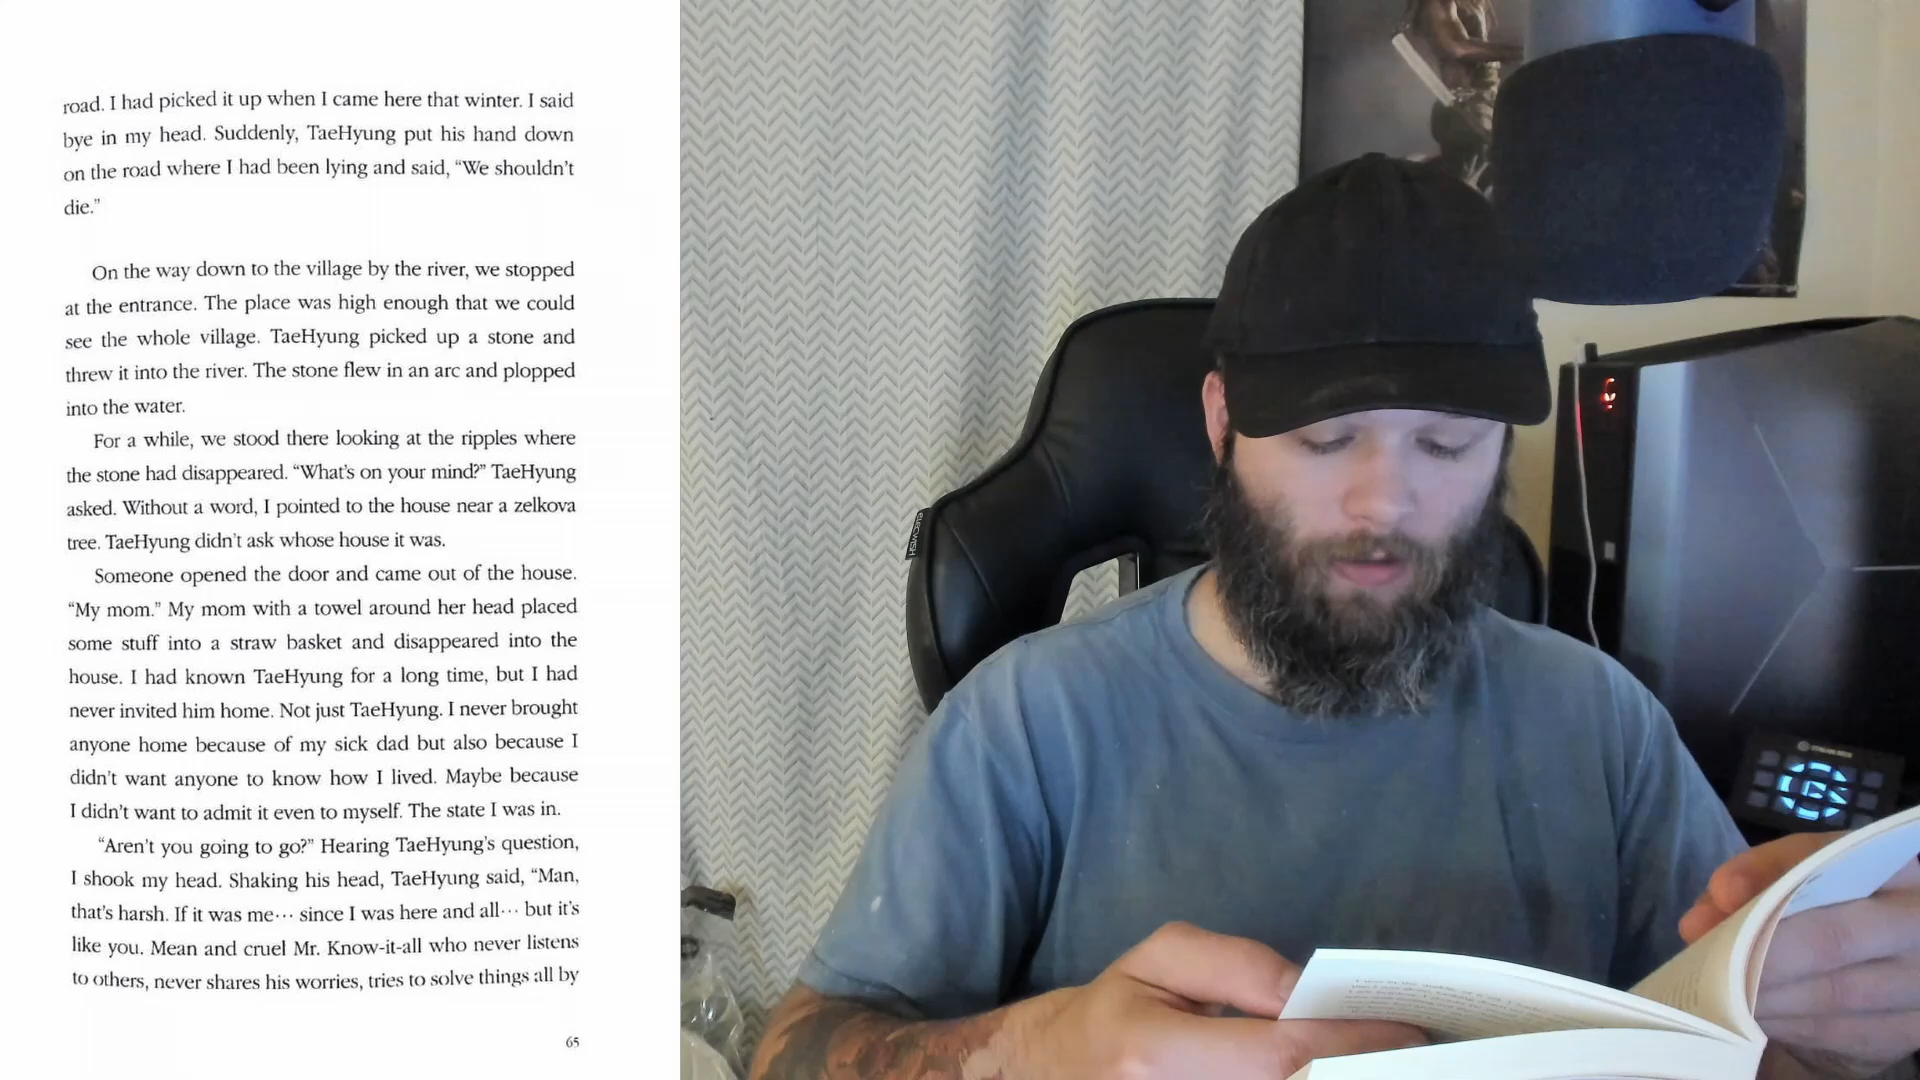 road. I had picked it up when I came here that winter. I said
bye in my head. Suddenly, TaeHyung put his hand down
on the road where I had been lying and said, “We shouldn’t
die.”
On the way down to the village by the river, we stopped
at the entrance. The place was high enough that we could
see the whole village. TaeHyung picked up a stone and
threw it into the river. The stone flew in an arc and plopped
into the water.
For a while, we stood there looking at the ripples where
the stone had disappeared. “What’s on your mind?” TaeHyung
asked. Without a word, I pointed to the house near a zelkova
tree. TaeHyung didn’t ask whose house it was.
Someone opened the door and came out of the house.
“My mom.” My mom with a towel around her head placed
some stuff into a straw basket and disappeared into the
house. I had known TaeHyung for a long time, but I had
never invited him home. Not just TaeHyung. I never brought
anyone home because of my sick dad but also because I
didn’t want anyone to know how I lived. Maybe because
I didn’t want to admit it even to myself. The state I was in.
“Aren’t you going to go?” Hearing TaeHyung’s question,
I shook my head. Shaking his head, TaeHyung said, “Man,
that’s harsh. If it was me⋯ since I was here and all⋯ but it’s
like you. Mean and cruel Mr. Know-it-all who never listens
to others, never shares his worries, tries to solve things all by
65
ELECWISH
STREAM DECK